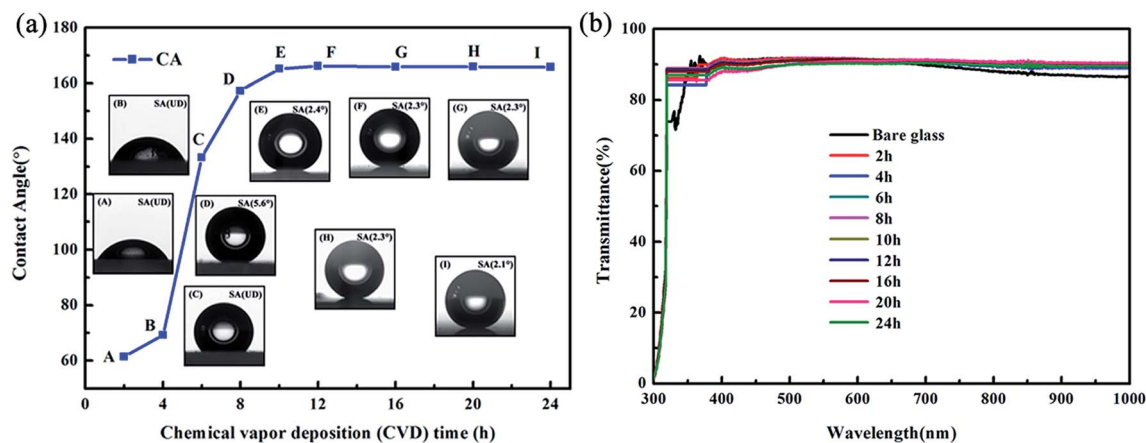 (a)
180
160
140
120
100
80
60
Contact Angle(°)
CA
A
B
C
D
E
F
G
H
I
(B) SA(UD)
(E) SA(2.4°)
(F) SA(2.3°)
(G) SA(2.3°)
(A) SA(UD)
(D) SA(5.6°)
(H) SA(2.3°)
(I) SA(2.1°)
(C) SA(UD)
0 4 8 12 16 20 24
Chemical vapor deposition (CVD) time (h)
(b)
100
80
60
40
20
0
Transmittance(%)
Bare glass
2h
4h
6h
8h
10h
12h
16h
20h
24h
300 400 500 600 700 800 900 1000
Wavelength(nm)